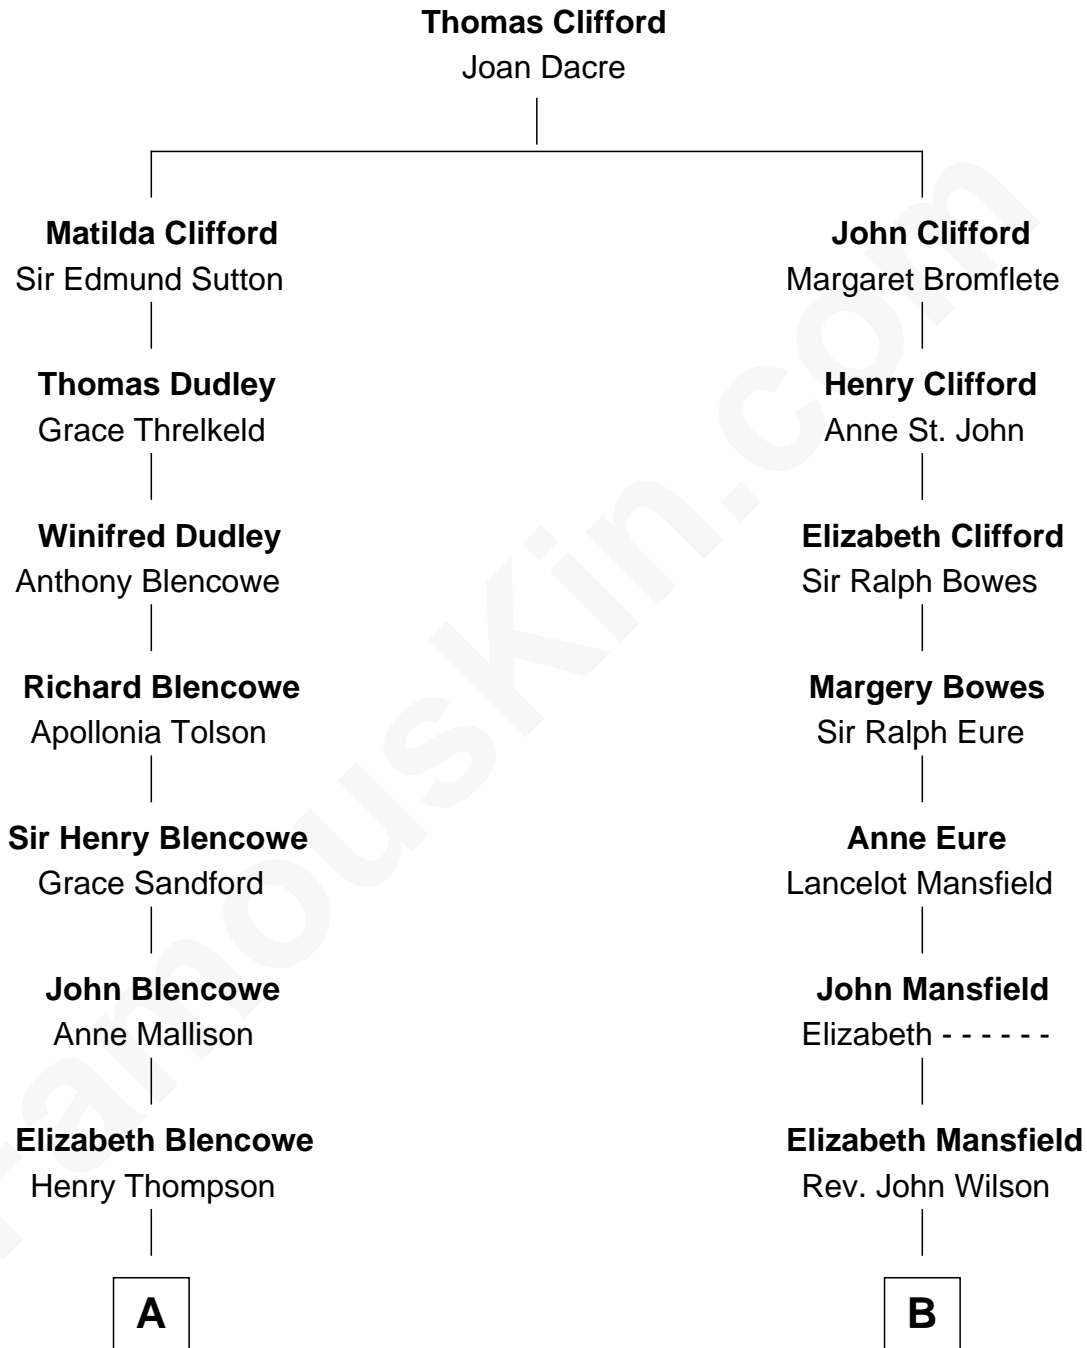 Thomas Clifford
Joan Dacre
Matilda Clifford
Sir Edmund Sutton
Thomas Dudley
Grace Threlkeld
Winifred Dudley
Anthony Blencowe
Richard Blencowe
Apollonia Tolson
Sir Henry Blencowe
Grace Sandford
John Blencowe
Anne Mallison
Elizabeth Blencowe
Henry Thompson
A
John Clifford
Margaret Bromflete
Henry Clifford
Anne St. John
Elizabeth Clifford
Sir Ralph Bowes
Margery Bowes
Sir Ralph Eure
Anne Eure
Lancelot Mansfield
John Mansfield
Elizabeth - - - - - -
Elizabeth Mansfield
Rev. John Wilson
B
FamousKin.com